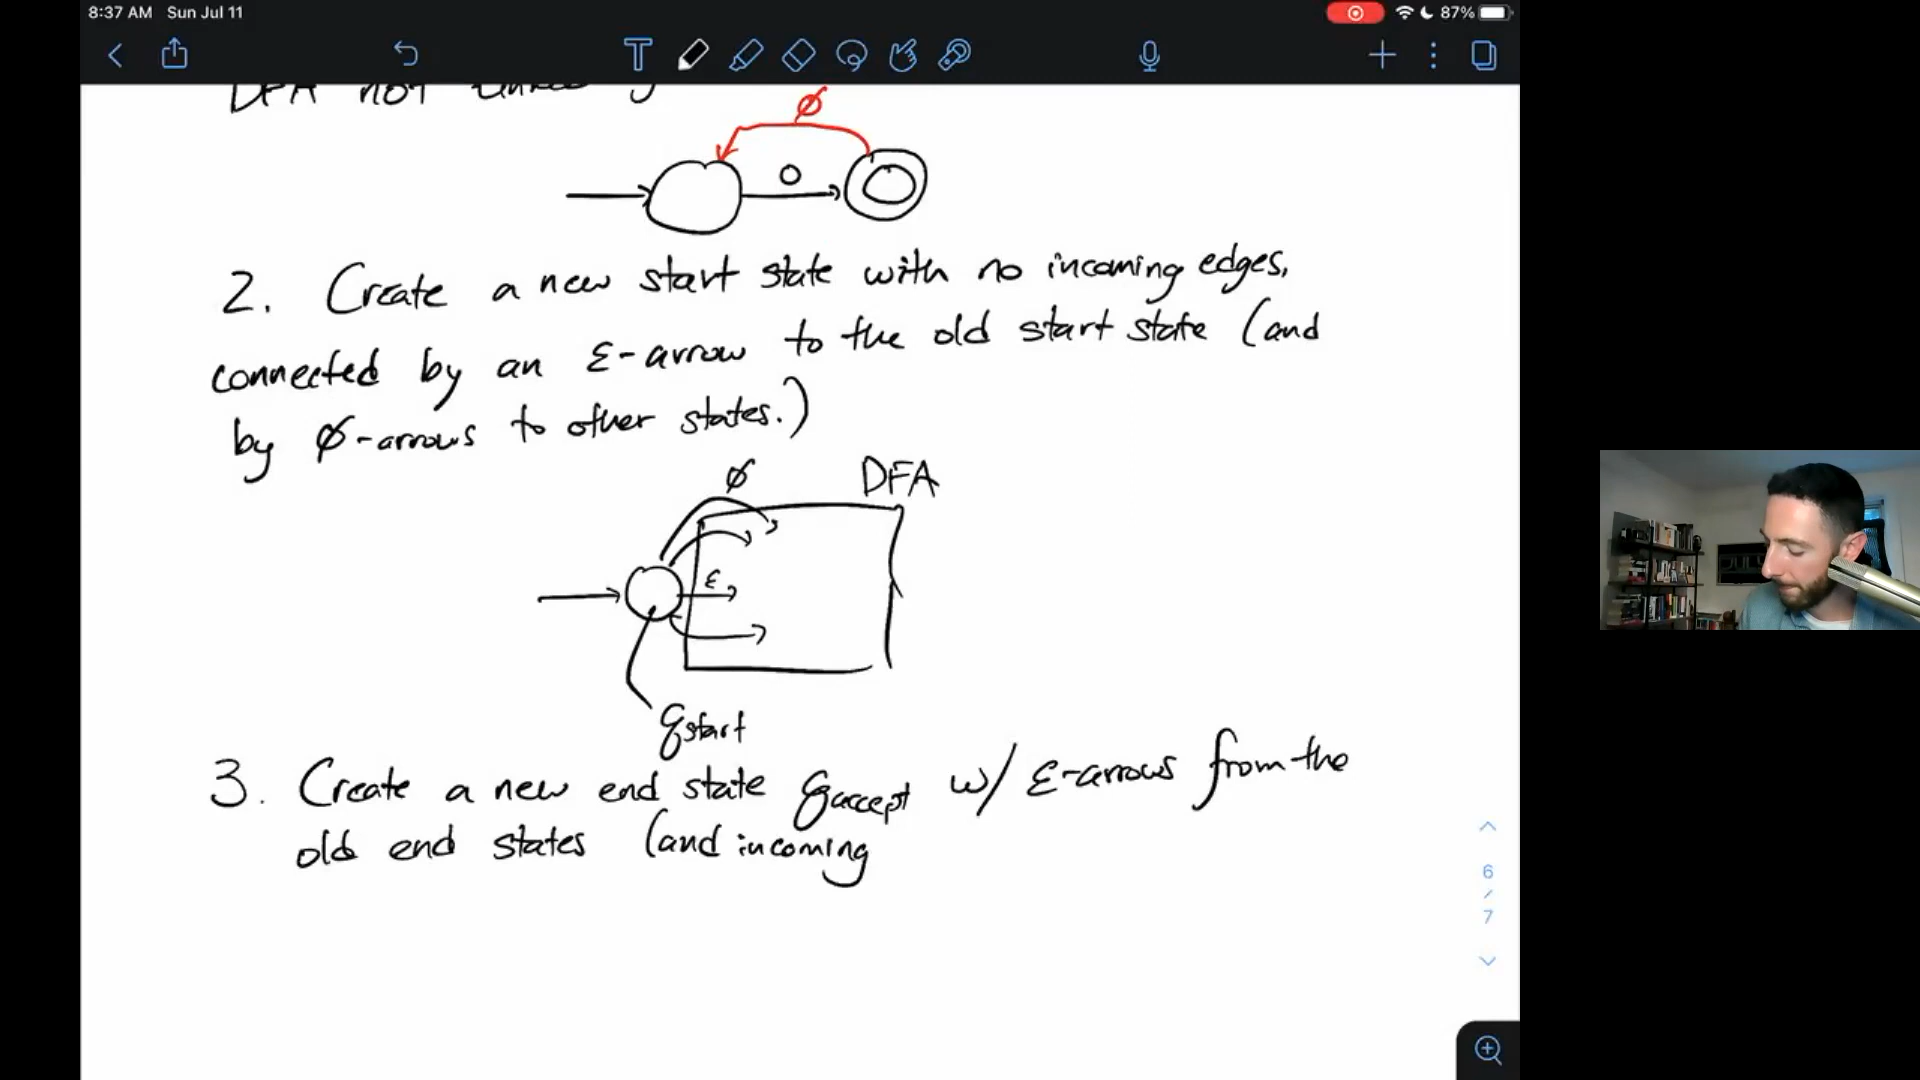 8:37 AM Sun Jul 11
87%
DFA not
∅
0
2. Create a new start state with no incoming edges,
connected by an ε-arrow to the old start state (and
by ∅-arrows to other states.)
∅
DFA
ε
qstart
3. Create a new end state qaccept w/ ε-arrows from the
old end states (and incoming
6
/
7